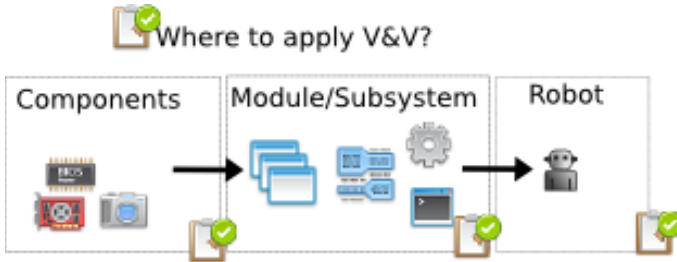 Where to apply V&V?
Components
Module/Subsystem
Robot
BIOS